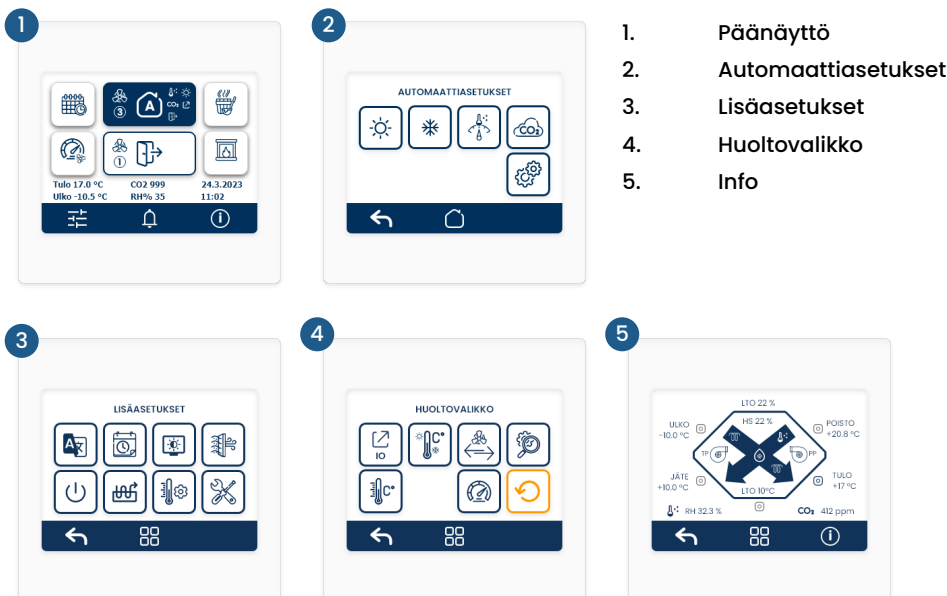 1
2
1. Päänäyttö
2. Automaattiasetukset
3. Lisäasetukset
4. Huoltovalikko
5. Info
3
A
CO₂
1
Tulo 17.0 °C CO2 999 24.3.2023
Ulko -10.5 °C RH% 35 11:02
i
AUTOMAATTIASETUKSET
CO₂
3
LISÄASETUKSET
A
4
HUOLTOVALIKKO
IO
C°
C°
5
LTO 22 %
ULKO
-10.0 °C
HS 22 %
POISTO
+20.8 °C
TP
PP
JÄTE
+10.0 °C
LTO 10°C
TULO
+17 °C
RH 32.3 %
CO₂ 412 ppm
i